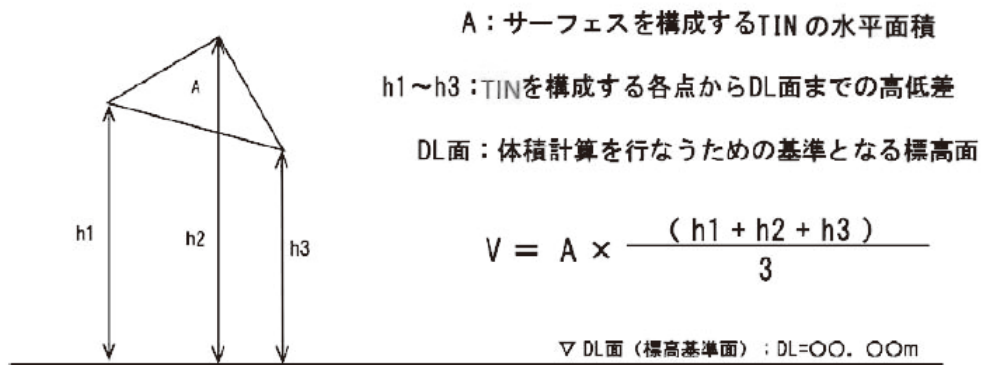 A：サーフェスを構成するTINの水平面積
A
h1～h3：TINを構成する各点からDL面までの高低差
DL面：体積計算を行なうための基準となる標高面
h1
h2
h3
V = A × (h1 + h2 + h3)
3
▽DL面（標高基準面）：DL=〇〇．〇〇m